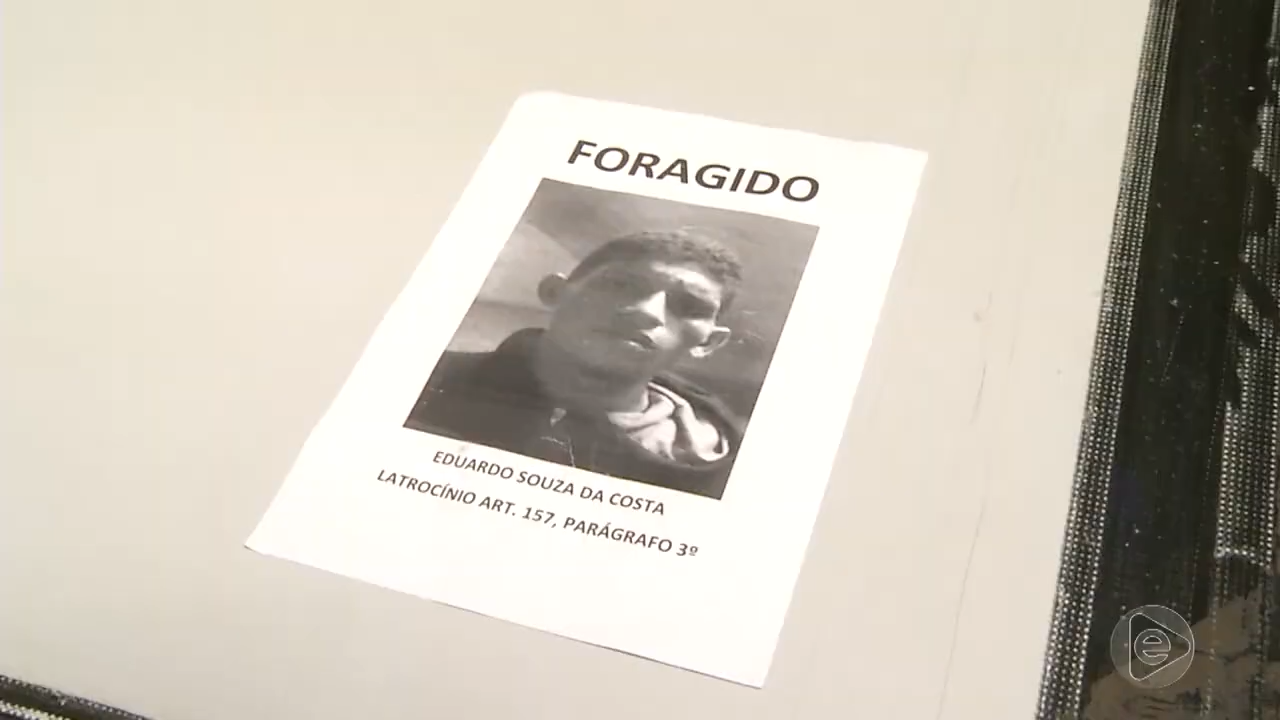 FORAGIDO
EDUARDO SOUZA DA COSTA
LATROCÍNIO ART. 157, PARÁGRAFO 3º
e